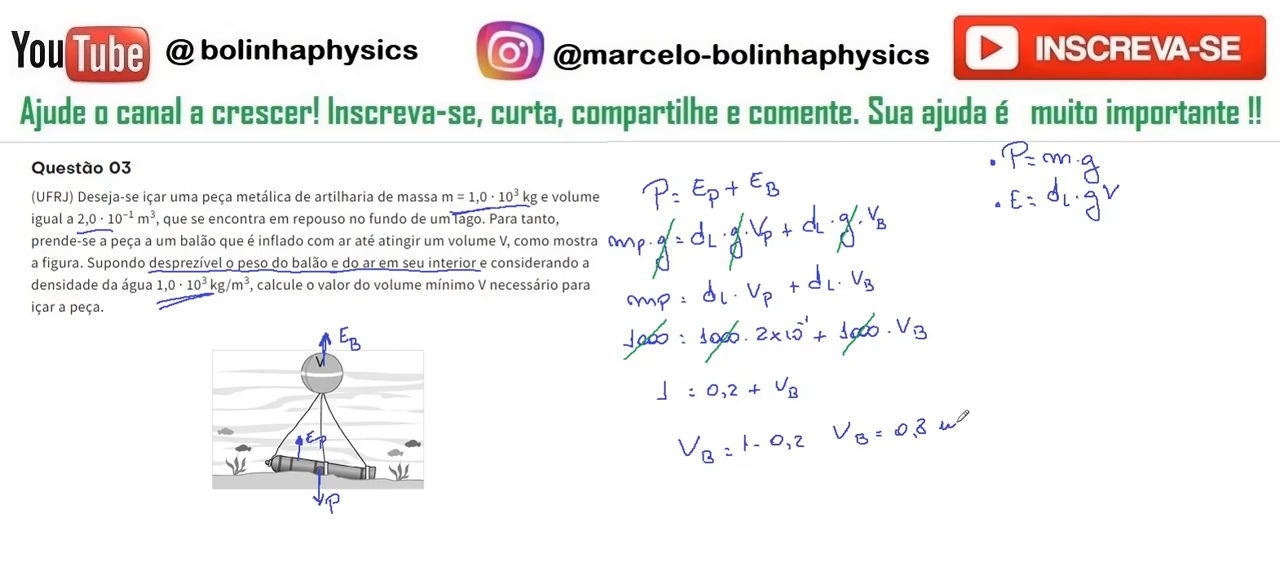 YouTube @bolinhaphysics @marcelo-bolinhaphysics INSCREVA-SE
Ajude o canal a crescer! Inscreva-se, curta, compartilhe e comente. Sua ajuda é muito importante !!
Questão 03
(UFRJ) Deseja-se içar uma peça metálica de artilharia de massa m = 1,0 · 10³ kg e volume
igual a 2,0 · 10⁻¹ m³, que se encontra em repouso no fundo de um lago. Para tanto,
prende-se a peça a um balão que é inflado com ar até atingir um volume V, como mostra
a figura. Supondo desprezível o peso do balão e do ar em seu interior e considerando a
densidade da água 1,0 · 10³ kg/m³, calcule o valor do volume mínimo V necessário para
içar a peça.
E_B
V
E_P
P
P = E_P + E_B
m_P · g = d_L · g · V_P + d_L · g · V_B
m_P = d_L · V_P + d_L · V_B
1000 = 1000 · 2x10⁻¹ + 1000 · V_B
1 = 0,2 + V_B
V_B = 1 - 0,2 V_B = 0,8 m
• P = m · g
• E = d_L · g V